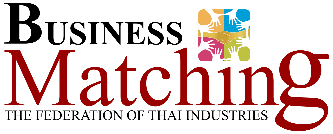 BUSINESS
Matching
THE FEDERATION OF THAI INDUSTRIES